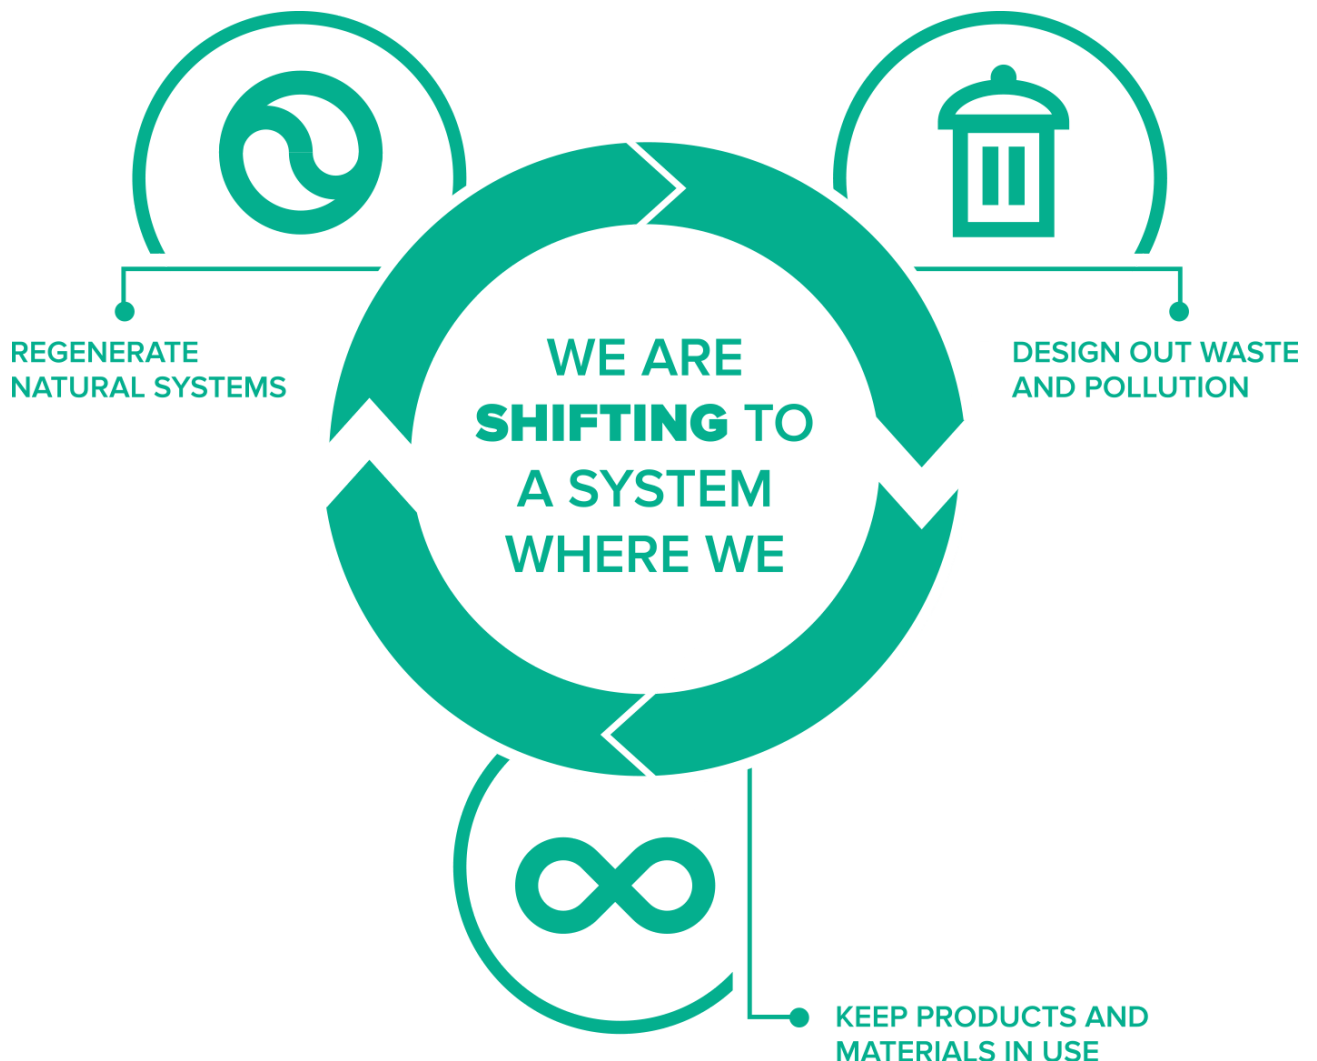 WE ARE
SHIFTING TO
A SYSTEM
WHERE WE
REGENERATE
NATURAL SYSTEMS
DESIGN OUT WASTE
AND POLLUTION
KEEP PRODUCTS AND
MATERIALS IN USE